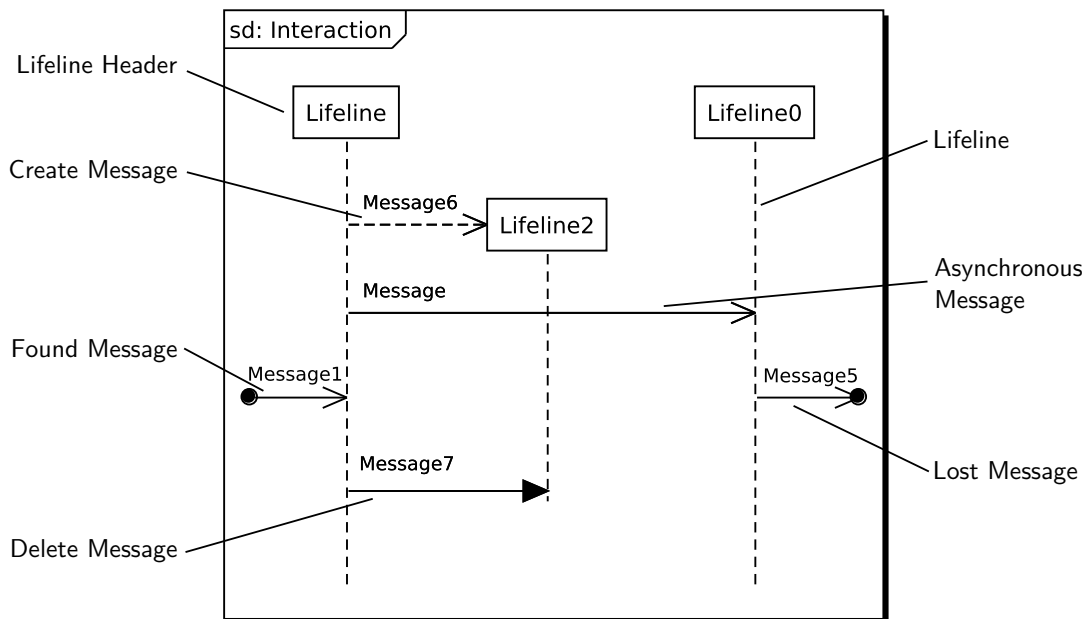 sd: Interaction
Lifeline Header
Lifeline
Lifeline0
Lifeline
Create Message
Message6
Lifeline2
Message
Asynchronous
Message
Found Message
Message1
Message5
Message7
Lost Message
Delete Message